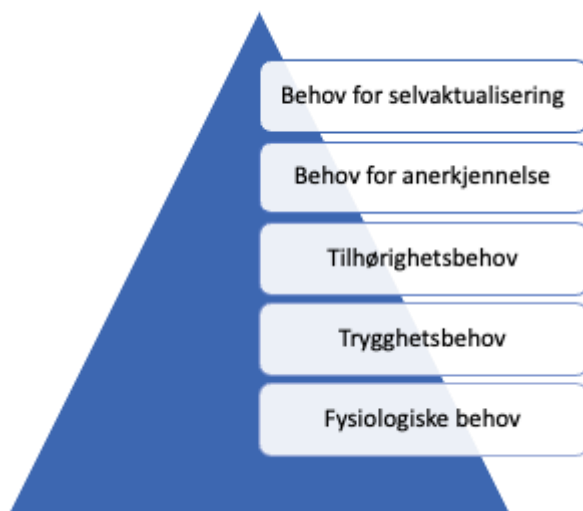 Behov for selvaktualisering
Behov for anerkjennelse
Tilhørighetsbehov
Trygghetsbehov
Fysiologiske behov